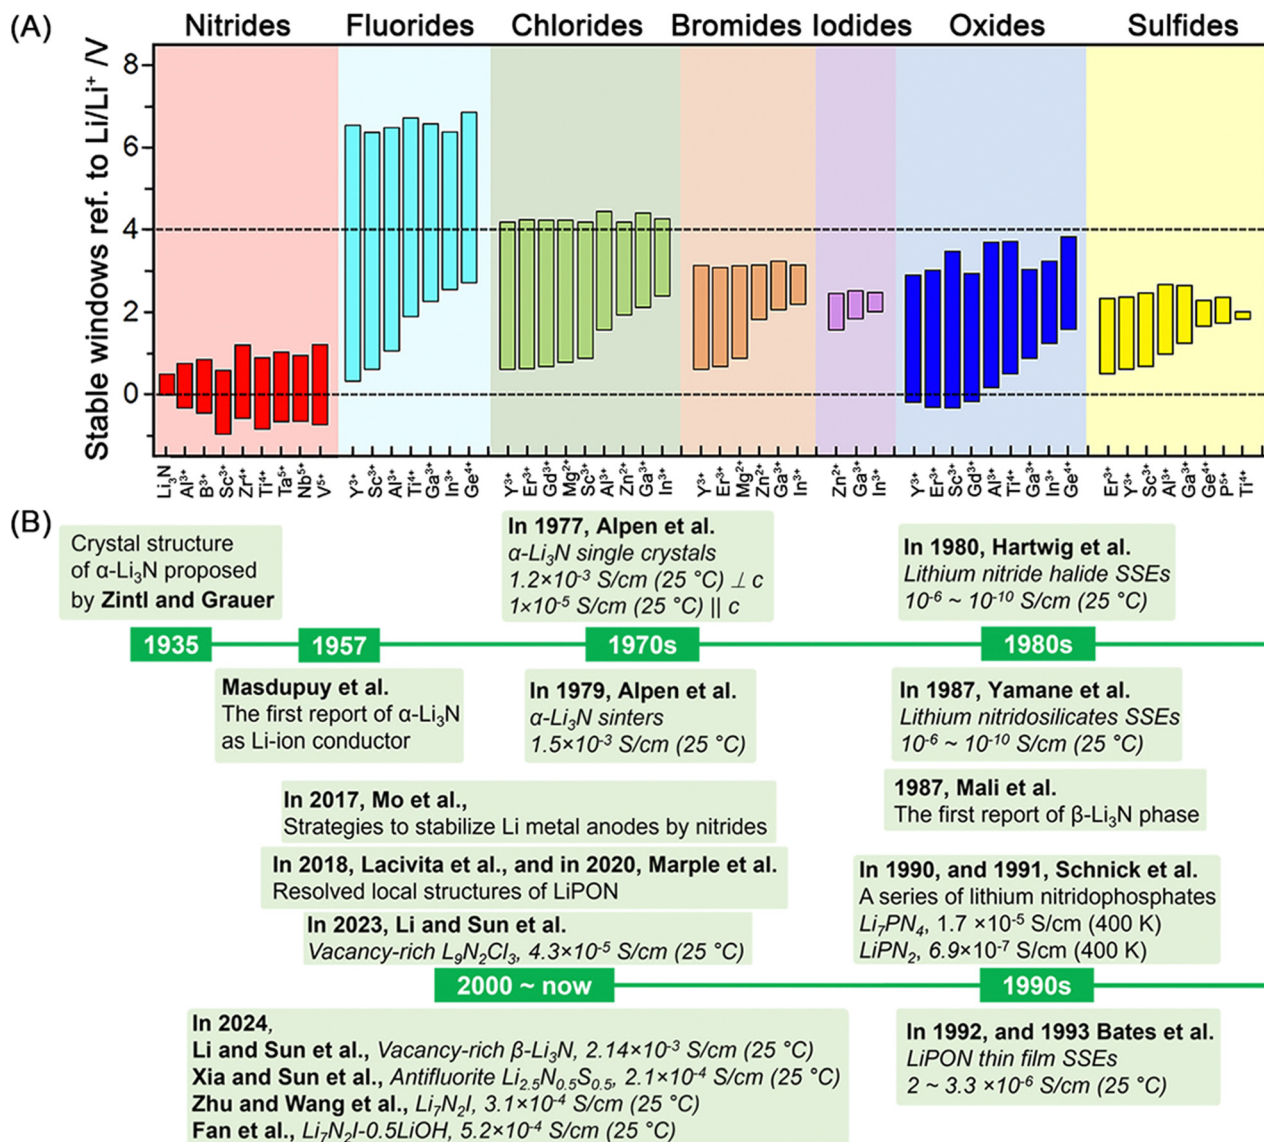 (A)
Nitrides Fluorides Chlorides Bromides Iodides Oxides Sulfides
Stable windows ref. to Li/Li⁺ /V
8
6
4
2
0
Li₃N Al³⁺ B³⁺ Sc³⁺ Zr⁴⁺ Ti⁴⁺ Ta⁵⁺ Nb⁵⁺ V⁵⁺ Y³⁺ Sc³⁺ Al³⁺ Ti⁴⁺ Ga³⁺ In³⁺ Ge⁴⁺ Y³⁺ Er³⁺ Gd³⁺ Mg²⁺ Sc³⁺ Al³⁺ Zn²⁺ Ga³⁺ In³⁺ Y³⁺ Er³⁺ Mg²⁺ Zn²⁺ Ga³⁺ In³⁺ Zn²⁺ Ga³⁺ In³⁺ Y³⁺ Er³⁺ Sc³⁺ Gd³⁺ Al³⁺ Ti⁴⁺ Ga³⁺ In³⁺ Ge⁴⁺ Er³⁺ Y³⁺ Sc³⁺ Al³⁺ Ga³⁺ Ge⁴⁺ P⁵⁺ Ti⁴⁺
(B)
Crystal structure
of α-Li₃N proposed
by Zintl and Grauer
In 1977, Alpen et al.
α-Li₃N single crystals
1.2×10⁻³ S/cm (25 °C) ⊥ c
1×10⁻⁵ S/cm (25 °C) || c
In 1980, Hartwig et al.
Lithium nitride halide SSEs
10⁻⁶ ~ 10⁻¹⁰ S/cm (25 °C)
1935 1957 1970s 1980s
Masdupuy et al.
The first report of α-Li₃N
as Li-ion conductor
In 1979, Alpen et al.
α-Li₃N sinters
1.5×10⁻³ S/cm (25 °C)
In 1987, Yamane et al.
Lithium nitridosilicates SSEs
10⁻⁶ ~ 10⁻¹⁰ S/cm (25 °C)
1987, Mali et al.
The first report of β-Li₃N phase
In 2017, Mo et al.,
Strategies to stabilize Li metal anodes by nitrides
In 2018, Lacivita et al., and in 2020, Marple et al.
Resolved local structures of LiPON
In 2023, Li and Sun et al.
Vacancy-rich L₉N₂Cl₃, 4.3×10⁻⁵ S/cm (25 °C)
In 1990, and 1991, Schnick et al.
A series of lithium nitridophosphates
Li₇PN₄, 1.7 ×10⁻⁵ S/cm (400 K)
LiPN₂, 6.9×10⁻⁷ S/cm (400 K)
2000 ~ now 1990s
In 2024,
Li and Sun et al., Vacancy-rich β-Li₃N, 2.14×10⁻³ S/cm (25 °C)
Xia and Sun et al., Antifluorite Li₂.₅N₀.₅S₀.₅, 2.1×10⁻⁴ S/cm (25 °C)
Zhu and Wang et al., Li₇N₂I, 3.1×10⁻⁴ S/cm (25 °C)
Fan et al., Li₇N₂I-0.5LiOH, 5.2×10⁻⁴ S/cm (25 °C)
In 1992, and 1993 Bates et al.
LiPON thin film SSEs
2 ~ 3.3 ×10⁻⁶ S/cm (25 °C)